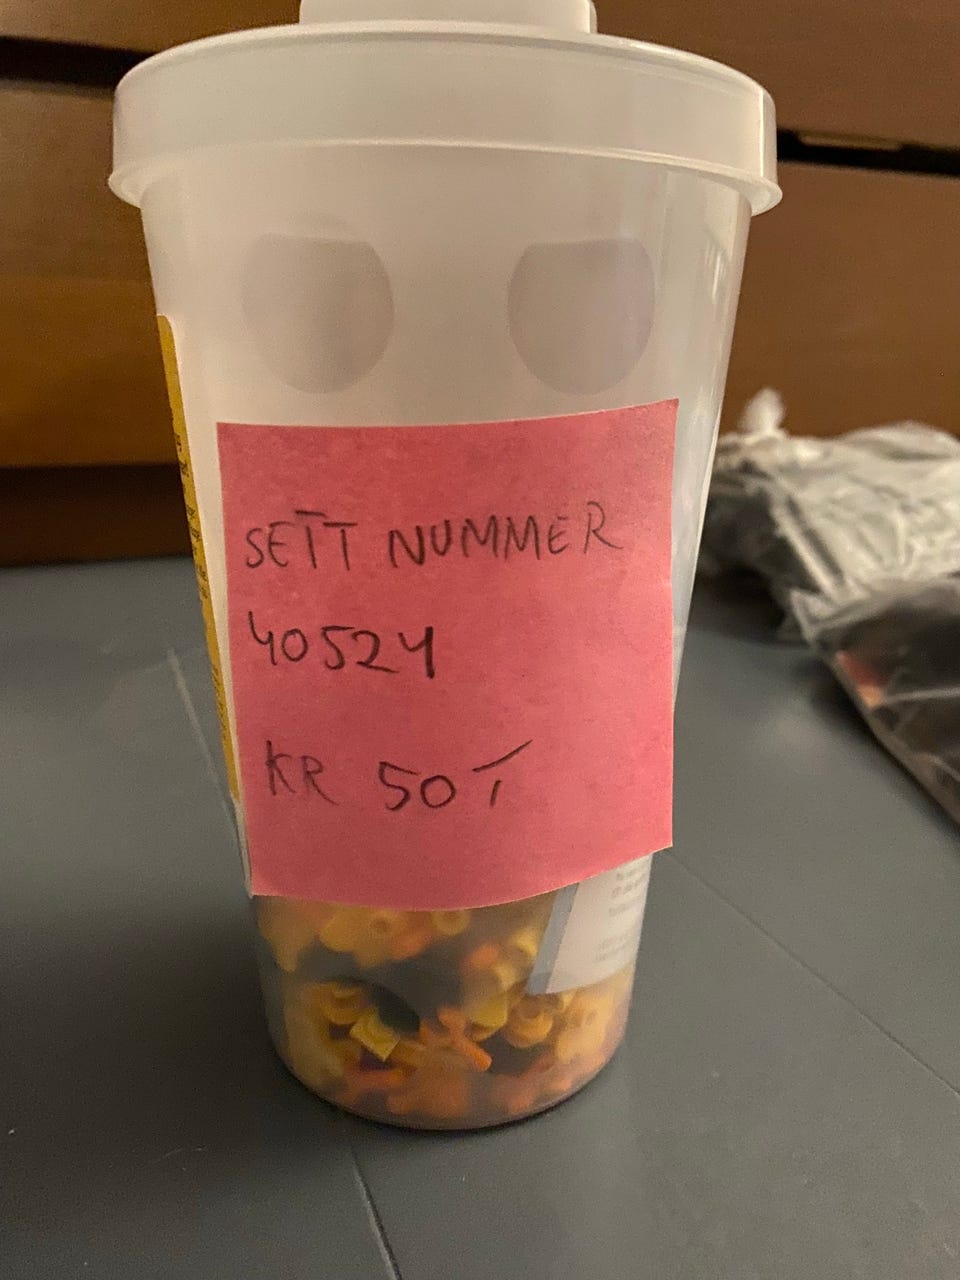 SETT NUMMER
40524
KR 50,-